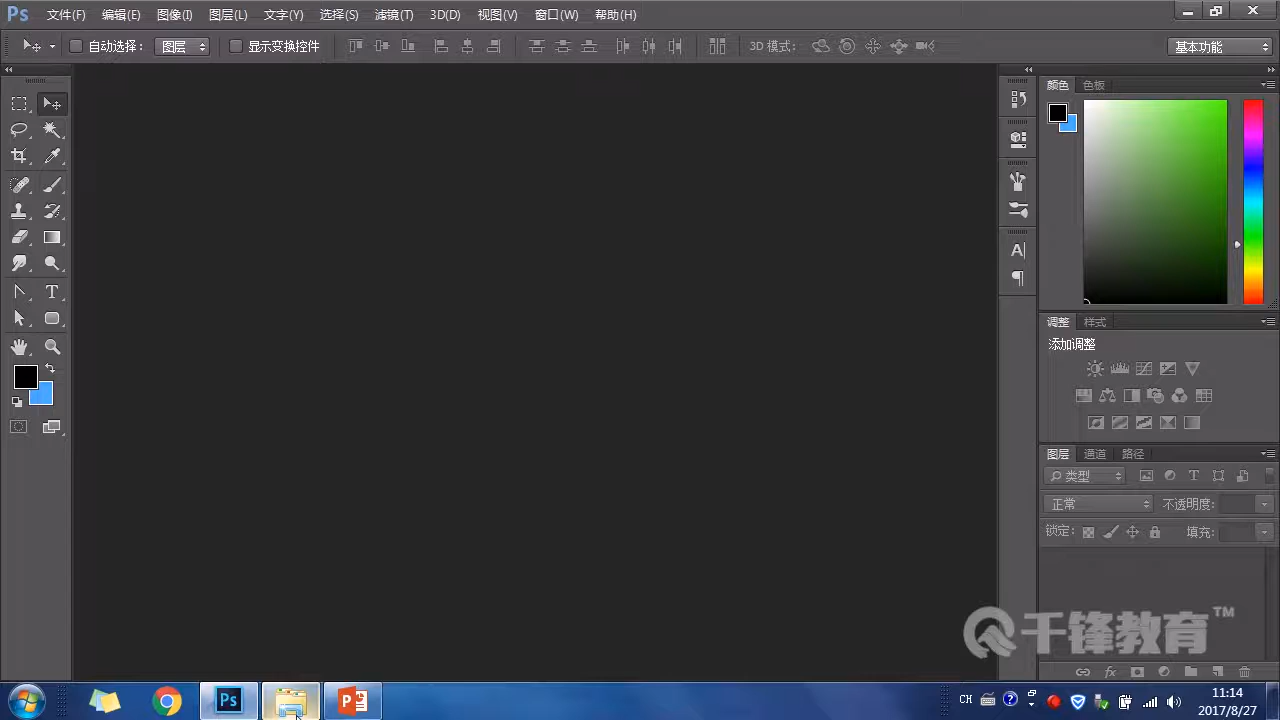 Ps 文件(F) 编辑(E) 图像(I) 图层(L) 文字(Y) 选择(S) 滤镜(T) 3D(D) 视图(V) 窗口(W) 帮助(H)
自动选择: 图层 显示变换控件 3D 模式: 基本功能
颜色 色板
调整 样式
添加调整
图层 通道 路径
类型
正常 不透明度:
锁定: 填充:
千锋教育™
Ps
CH
11:14
2017/8/27